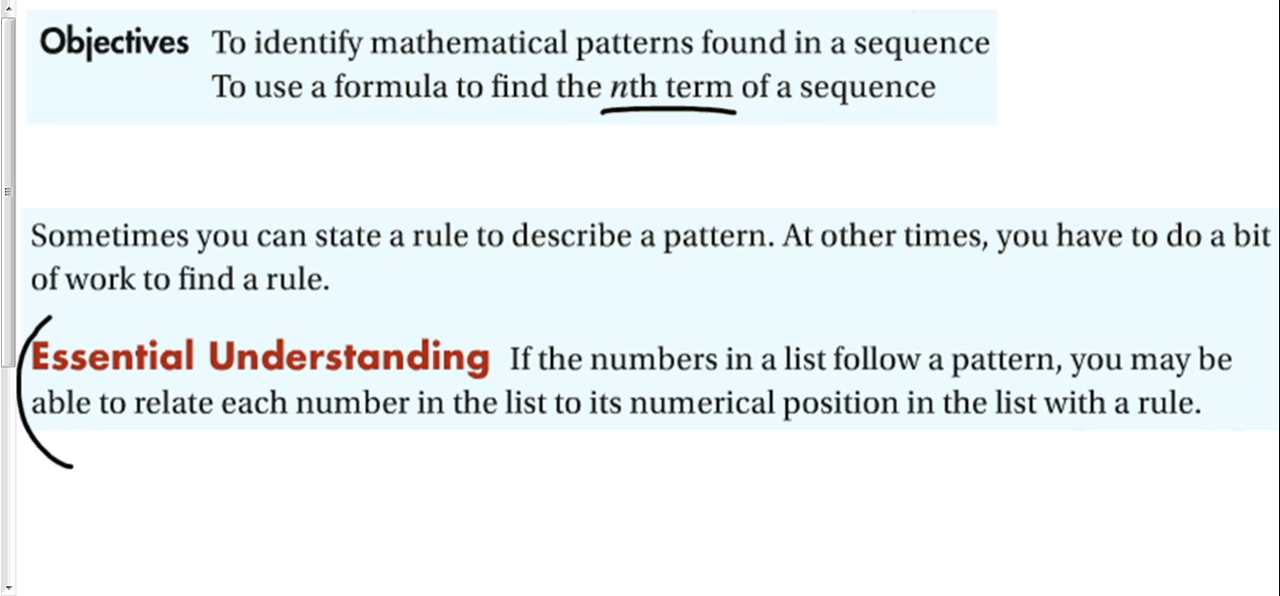 Objectives To identify mathematical patterns found in a sequence
To use a formula to find the nth term of a sequence
Sometimes you can state a rule to describe a pattern. At other times, you have to do a bit
of work to find a rule.
Essential Understanding If the numbers in a list follow a pattern, you may be
able to relate each number in the list to its numerical position in the list with a rule.